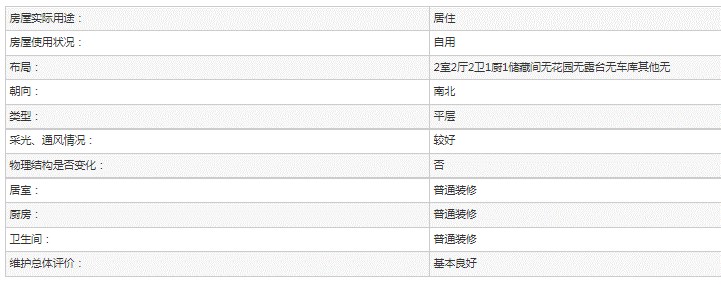 房屋实际用途： 居住
房屋使用状况： 自用
布局： 2室2厅2卫1厨1储藏间无花园无露台无车库其他无
朝向： 南北
类型： 平层
采光、通风情况： 较好
物理结构是否变化： 否
居室： 普通装修
厨房： 普通装修
卫生间： 普通装修
维护总体评价： 基本良好